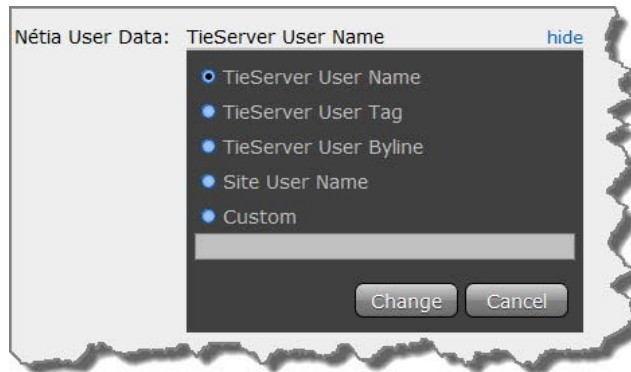 Nétia User Data: TieServer User Name hide
TieServer User Name
TieServer User Tag
TieServer User Byline
Site User Name
Custom
Change Cancel